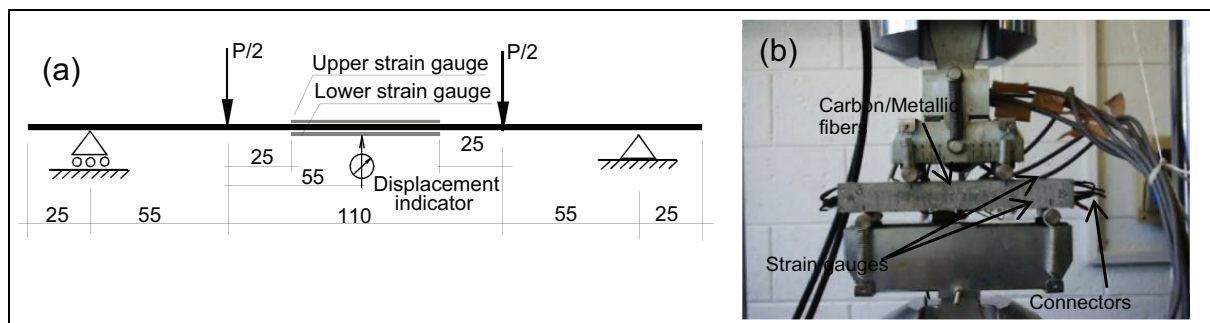 (a)
P/2
P/2
Upper strain gauge
Lower strain gauge
25
25
55
Displacement
indicator
25
55
110
55
25
(b)
Carbon/Metallic
fibers
Strain gauges
Connectors